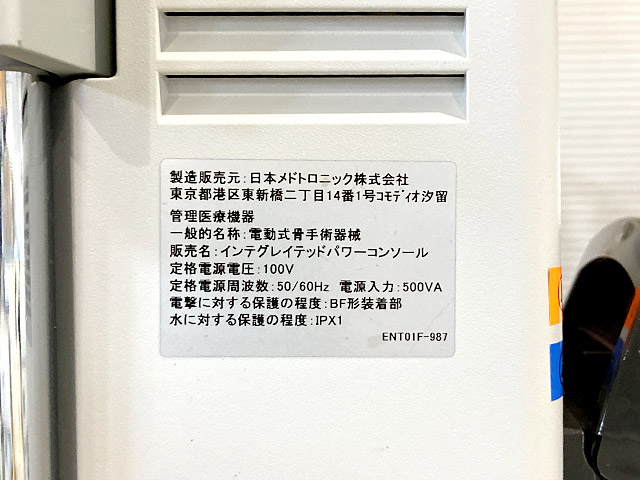 製造販売元:日本メドトロニック株式会社
東京都港区東新橋二丁目14番1号コモディオ汐留
管理医療機器
一般的名称:電動式骨手術器械
販売名:インテグレイテッドパワーコンソール
定格電源電圧:100V
定格電源周波数:50/60Hz 電源入力:500VA
電撃に対する保護の程度:BF形装着部
水に対する保護の程度:IPX1
ENT01F-987